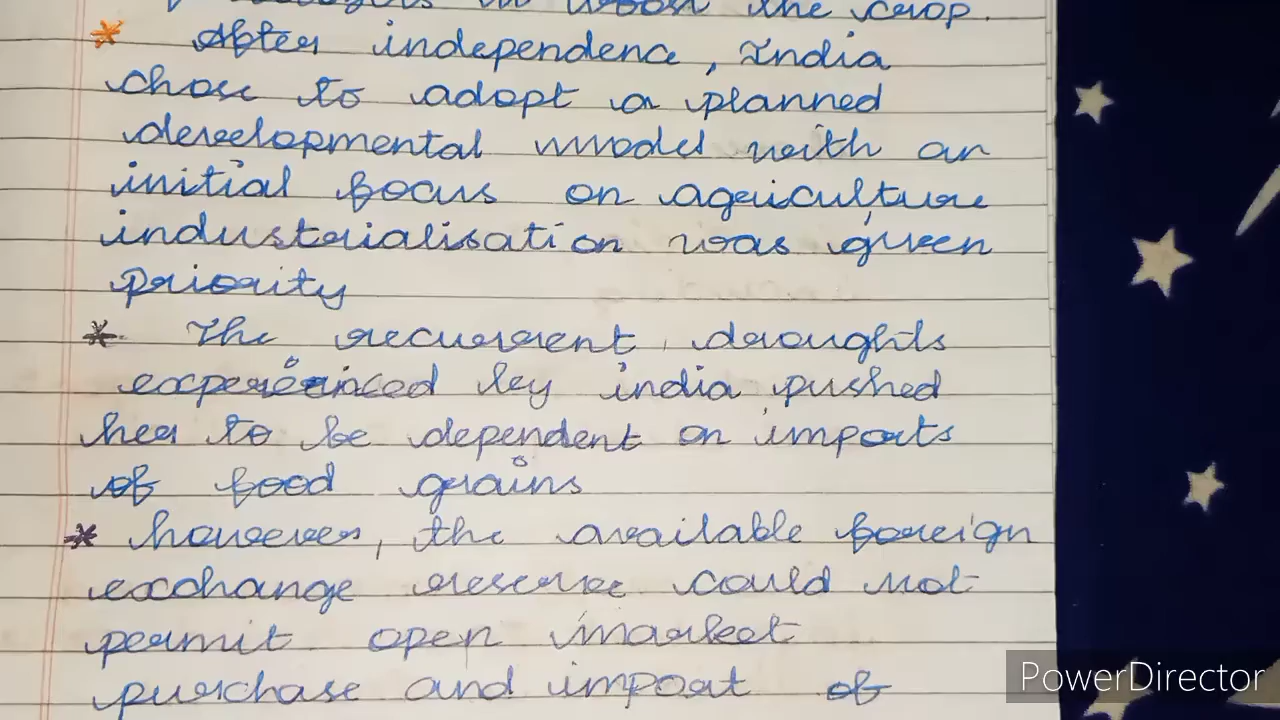 the crop.
* After independence, India
chose to adopt a planned
developmental model with an
initial focus on agriculture
industrialisation was given
priority
* The recurrent droughts
experienced by india pushed
her to be dependent on imports
of food grains
* however, the available foreign
exchange reserve could not
permit open market
purchase and import of
PowerDirector